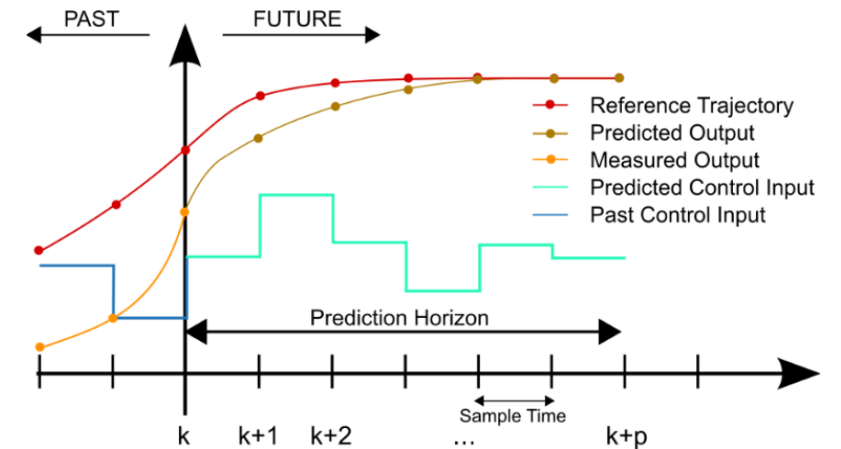 PAST
FUTURE
Reference Trajectory
Predicted Output
Measured Output
Predicted Control Input
Past Control Input
Prediction Horizon
Sample Time
k
k+1
k+2
...
k+p